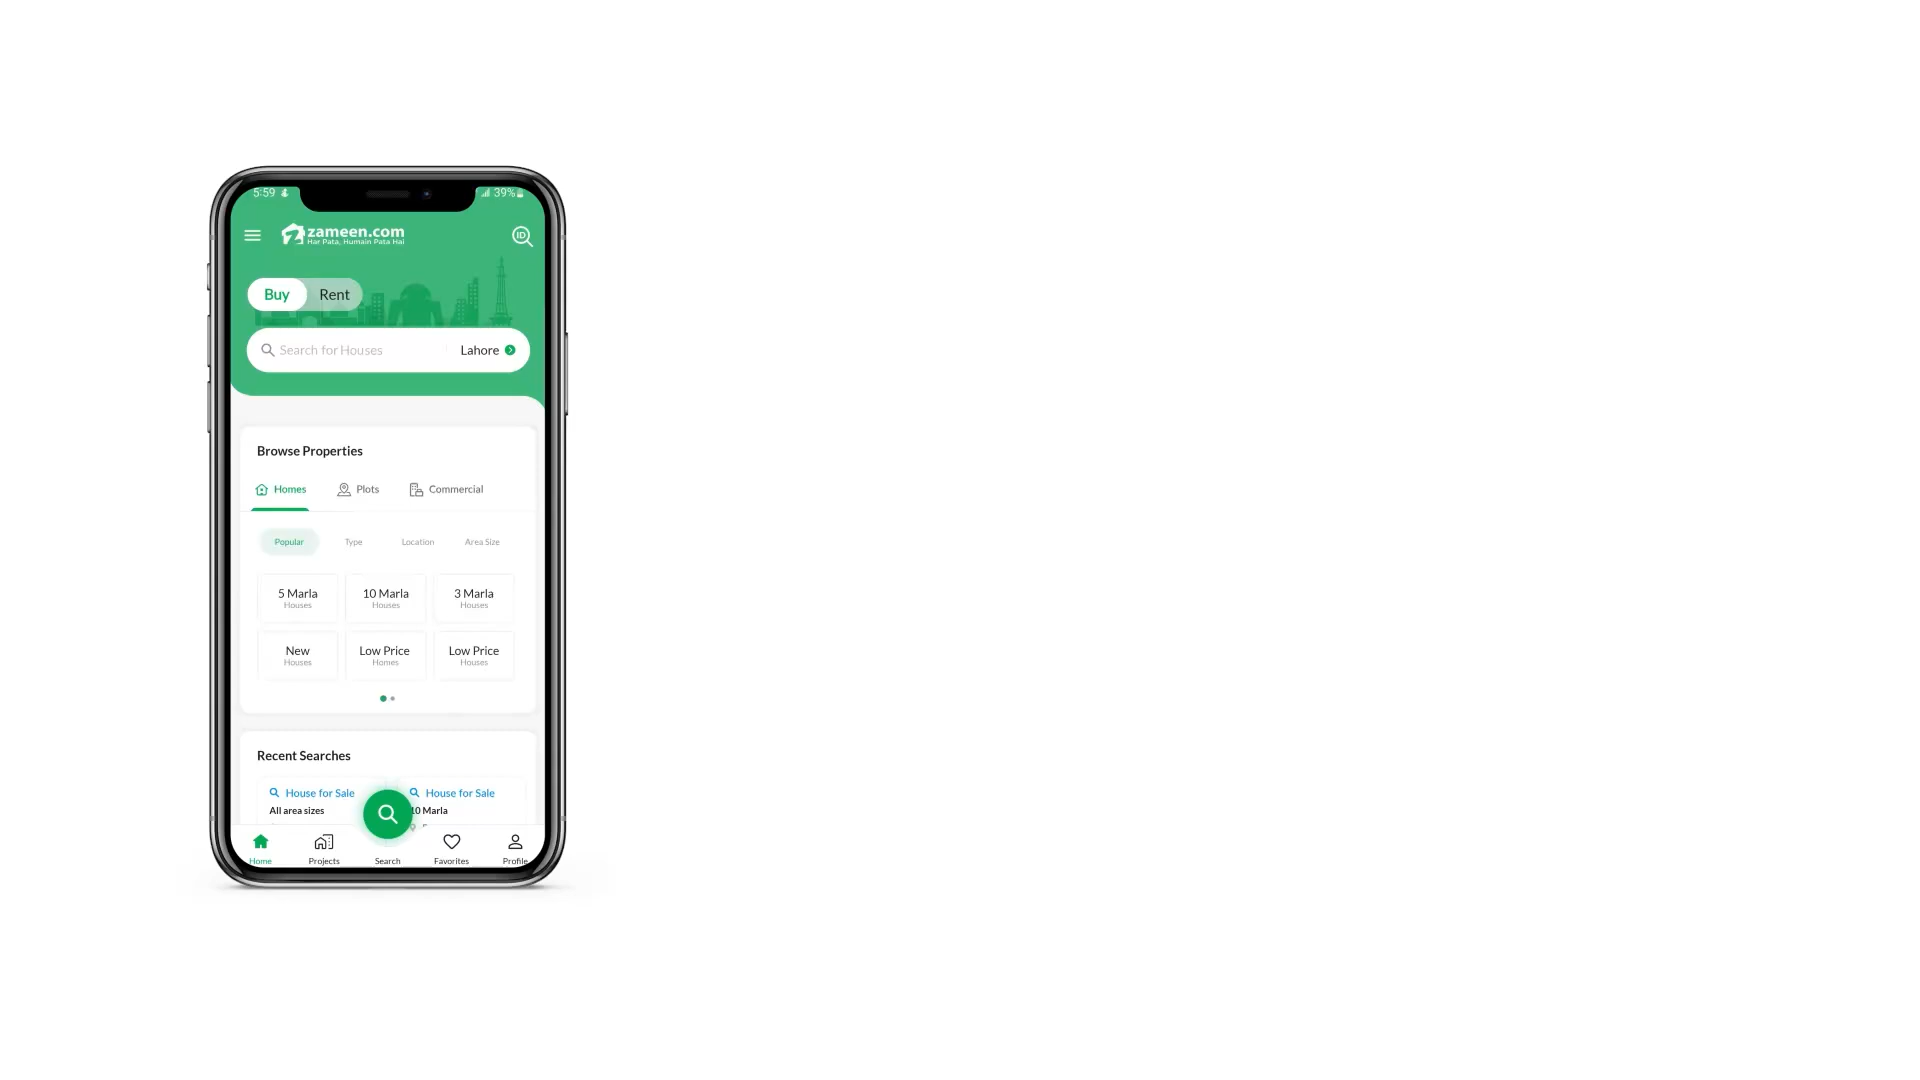 5:59
39%
zameen.com
Har Pata, Humain Pata Hai
ID
Buy Rent
Search for Houses Lahore
Browse Properties
Homes Plots Commercial
Popular Type Location Area Size
5 Marla 10 Marla 3 Marla
Houses Houses Houses
New Low Price Low Price
Houses Homes Houses
Recent Searches
House for Sale House for Sale
All area sizes 10 Marla
Home Projects Search Favorites Profile